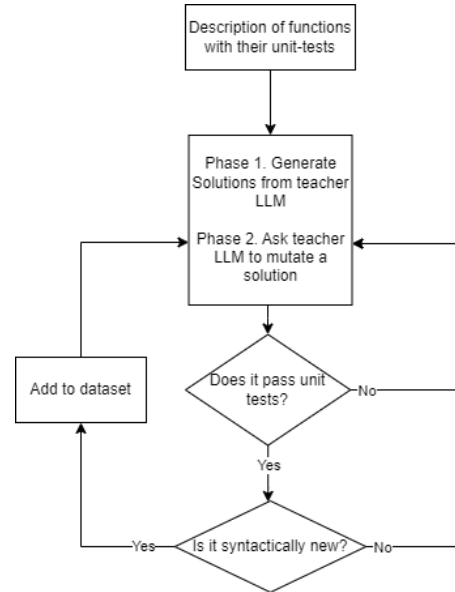 Description of functions
with their unit-tests
Phase 1. Generate
Solutions from teacher
LLM
Phase 2. Ask teacher
LLM to mutate a
solution
Add to dataset
Does it pass unit
tests?
No
Yes
Yes
Is it syntactically new?
No